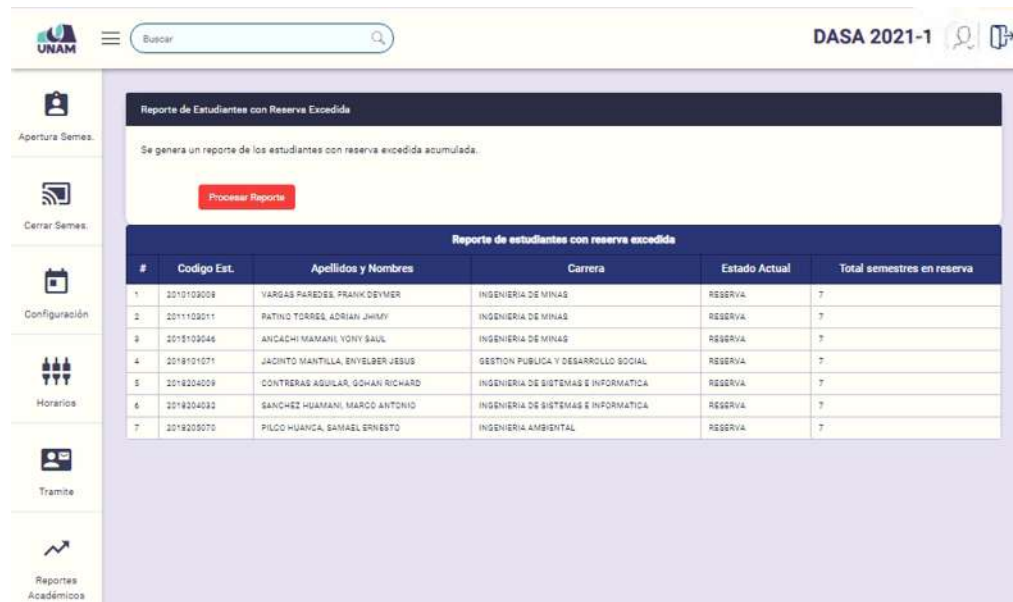 UNAM
Buscar
DASA 2021-1
Apertura Semes.
Cerrar Semes.
Configuración
Horarios
Tramite
Reportes
Académicos
Reporte de Estudiantes con Reserva Excedida
Se genera un reporte de los estudiantes con reserva excedida acumulada.
Procesar Reporte
Reporte de estudiantes con reserva excedida
# Codigo Est. Apellidos y Nombres Carrera Estado Actual Total semestres en reserva
1 2010103008 VARGAS PAREDES, FRANK DEYMER INGENIERIA DE MINAS RESERVA 7
2 2011103011 PATINO TORRES, ADRIAN JHIMY INGENIERIA DE MINAS RESERVA 7
3 2015103046 ANCACHI MAMANI, YONY SAUL INGENIERIA DE MINAS RESERVA 7
4 JACINTO MANTILLA, ENYELBER JESUS GESTION PUBLICA Y DESARROLLO SOCIAL RESERVA 7
5 CONTRERAS AGUILAR, GOHAN RICHARD INGENIERIA DE SISTEMAS E INFORMATICA RESERVA 7
6 SANCHEZ HUAMANI, MARCO ANTONIO INGENIERIA DE SISTEMAS E INFORMATICA RESERVA 7
7 PILCO HUANCA, SAMAEL ERNESTO INGENIERIA AMBIENTAL RESERVA 7